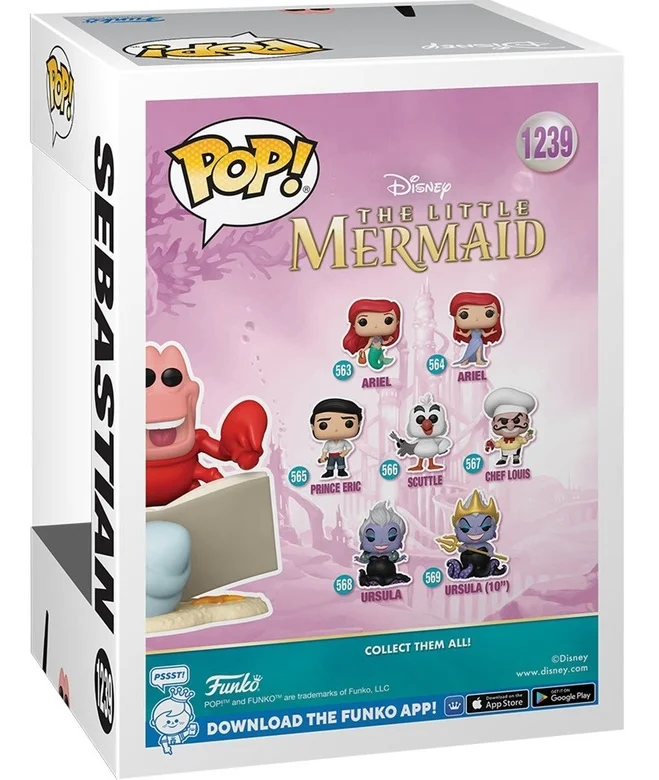 Funko
POP!
Disney
POP!
SEBASTIAN
1239
POP!®
1239
Disney
THE LITTLE
MERMAID
563
ARIEL
564
ARIEL
565
PRINCE ERIC
566
SCUTTLE
567
CHEF LOUIS
568
URSULA
569
URSULA (10")
COLLECT THEM ALL!
©Disney
www.disney.com
PSSST!
Funko
POP!™ and FUNKO™ are trademarks of Funko, LLC
DOWNLOAD THE FUNKO APP!
Download on the
App Store
GET IT ON
Google Play